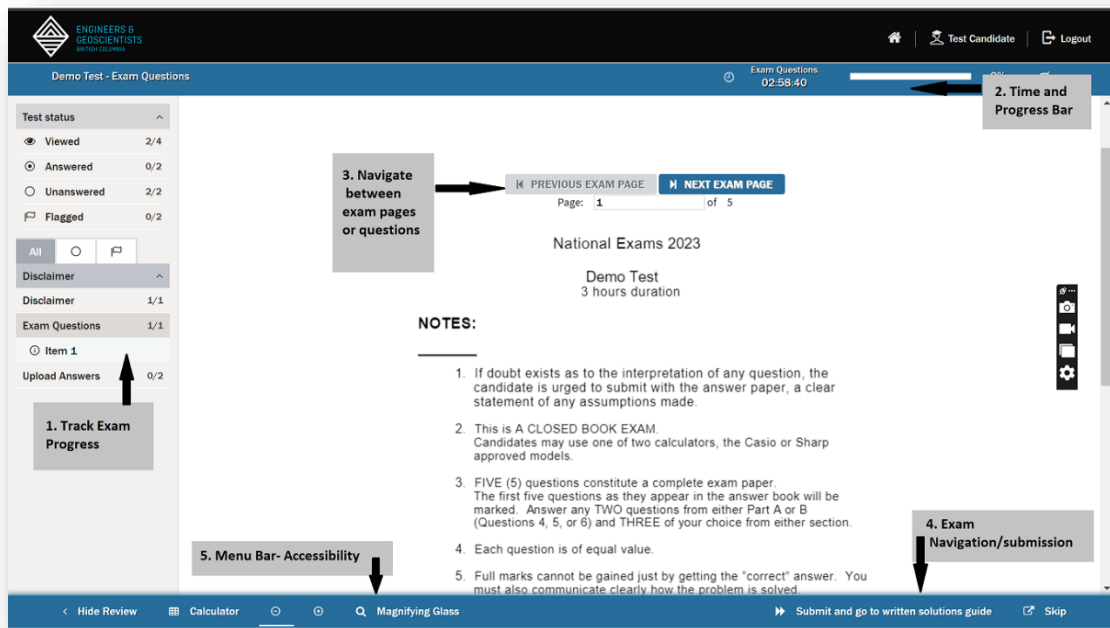 ENGINEERS &
GEOSCIENTISTS
BRITISH COLUMBIA
Test Candidate
Logout
Demo Test - Exam Questions
Exam Questions
02:58:40
2. Time and
Progress Bar
Test status
Viewed 2/4
Answered 0/2
Unanswered 2/2
Flagged 0/2
All
Disclaimer
Disclaimer 1/1
Exam Questions 1/1
Item 1
Upload Answers 0/2
1. Track Exam
Progress
3. Navigate
between
exam pages
or questions
PREVIOUS EXAM PAGE NEXT EXAM PAGE
Page: 1 of 5
National Exams 2023
Demo Test
3 hours duration
NOTES:
1. If doubt exists as to the interpretation of any question, the
candidate is urged to submit with the answer paper, a clear
statement of any assumptions made.
2. This is A CLOSED BOOK EXAM.
Candidates may use one of two calculators, the Casio or Sharp
approved models.
3. FIVE (5) questions constitute a complete exam paper.
The first five questions as they appear in the answer book will be
marked. Answer any TWO questions from either Part A or B
(Questions 4, 5, or 6) and THREE of your choice from either section.
4. Each question is of equal value.
5. Full marks cannot be gained just by getting the "correct" answer. You
must also communicate clearly how the problem is solved.
4. Exam
Navigation/submission
5. Menu Bar- Accessibility
Hide Review
Calculator
Magnifying Glass
Submit and go to written solutions guide
Skip